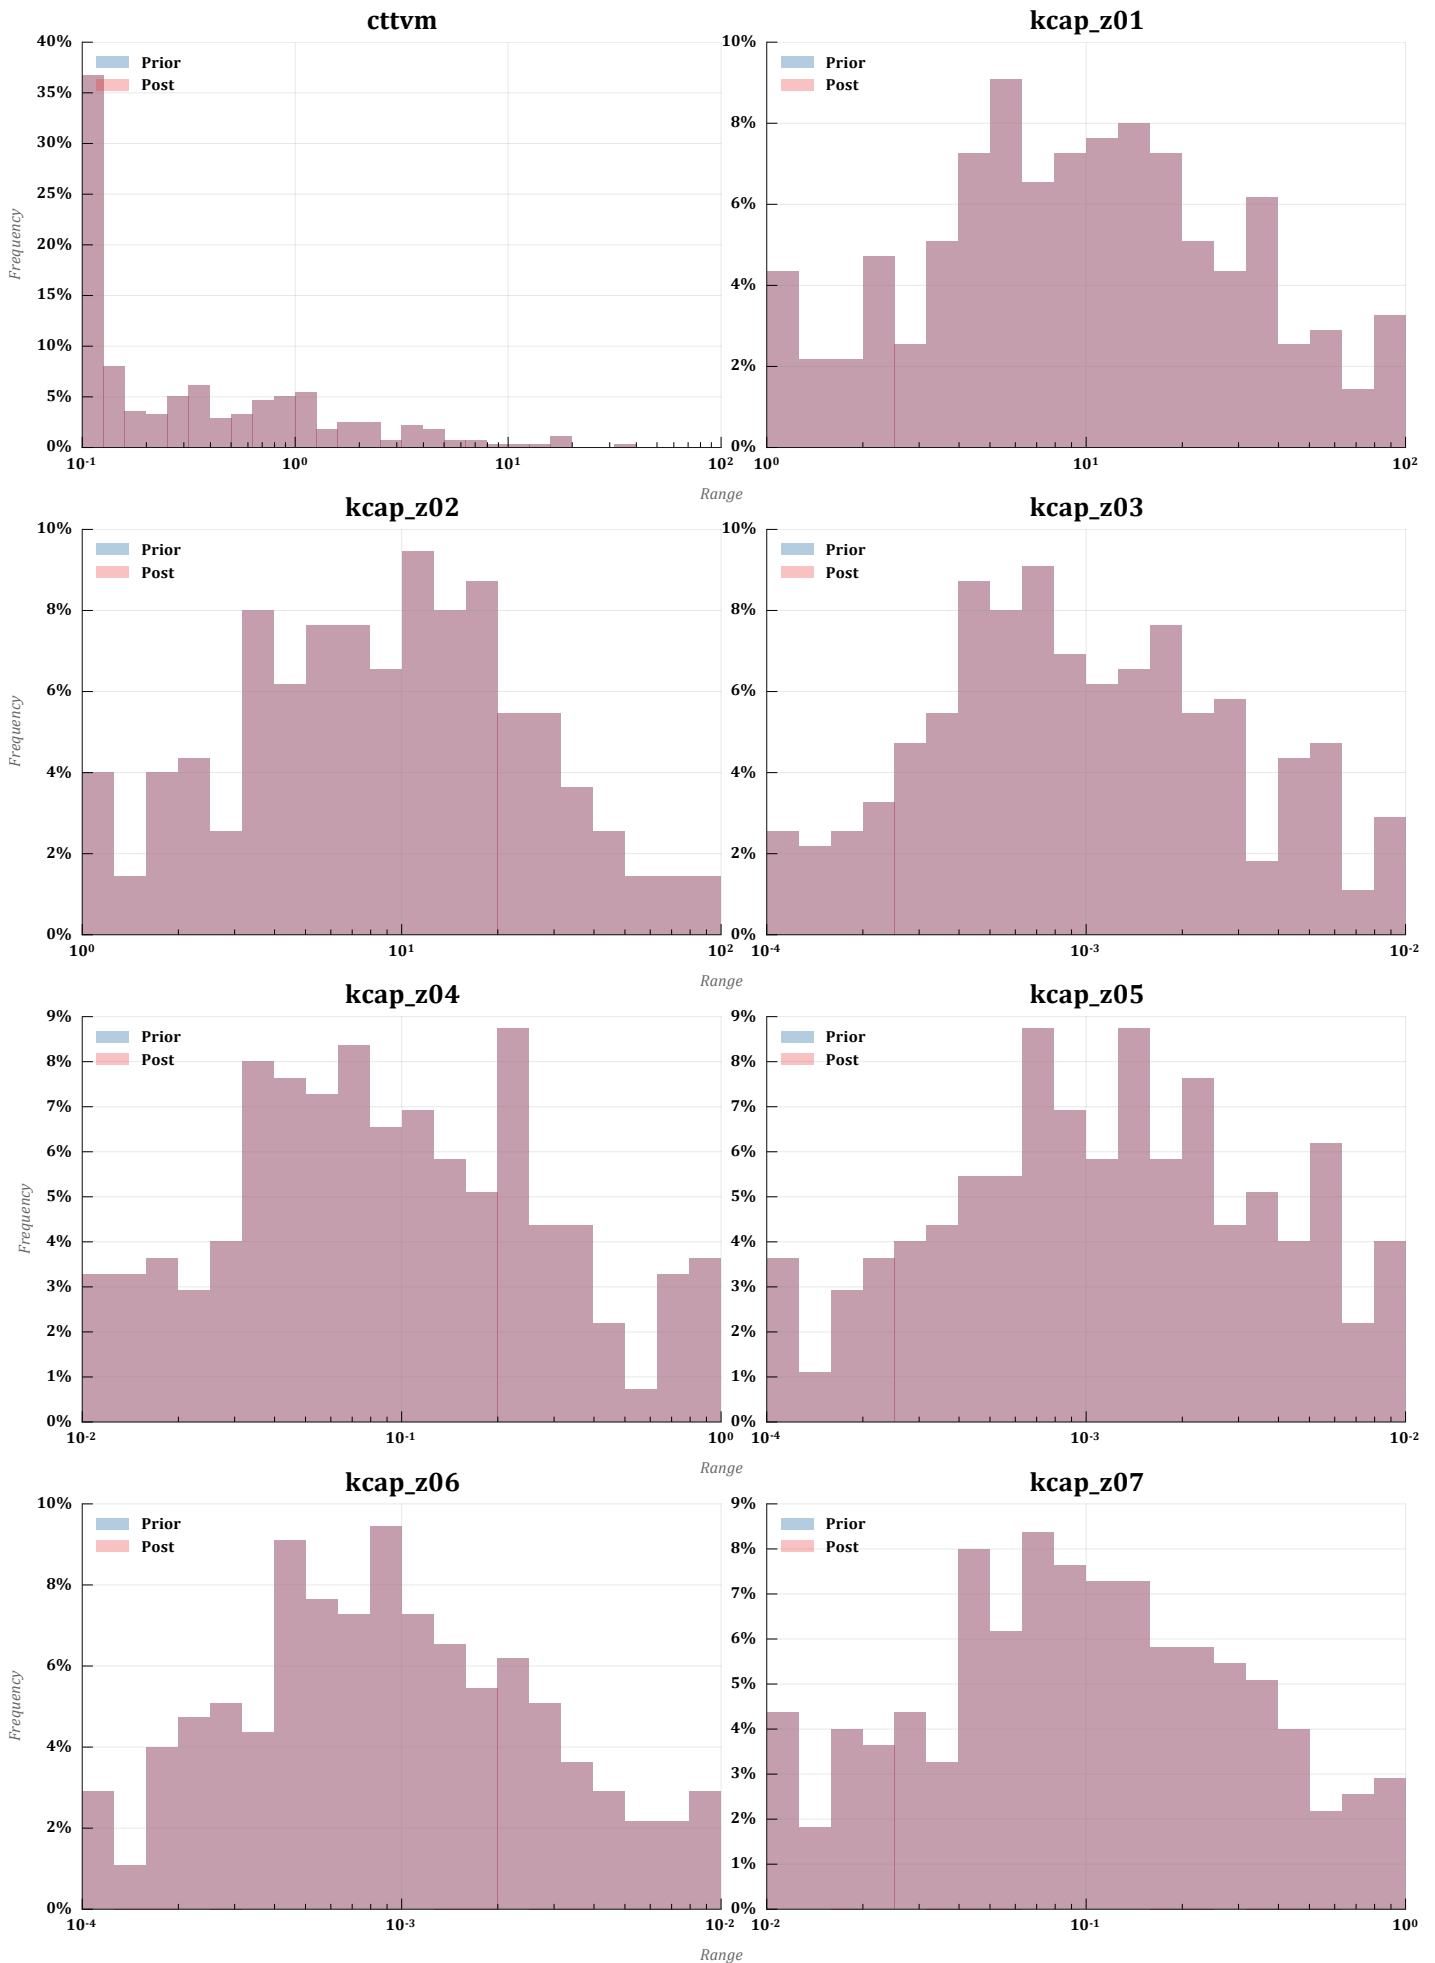 cttvm
40%
35%
30%
25%
20%
15%
10%
5%
0%
Frequency
Prior
Post
10-1
100
101
102
Range
kcap_z01
10%
8%
6%
4%
2%
0%
Prior
Post
100
101
102
kcap_z02
10%
8%
6%
4%
2%
0%
Frequency
Prior
Post
100
101
102
Range
kcap_z03
10%
8%
6%
4%
2%
0%
Prior
Post
10-4
10-3
10-2
kcap_z04
9%
8%
7%
6%
5%
4%
3%
2%
1%
0%
Frequency
Prior
Post
10-2
10-1
100
Range
kcap_z05
9%
8%
7%
6%
5%
4%
3%
2%
1%
0%
Prior
Post
10-4
10-3
10-2
kcap_z06
10%
8%
6%
4%
2%
0%
Frequency
Prior
Post
10-4
10-3
10-2
Range
kcap_z07
9%
8%
7%
6%
5%
4%
3%
2%
1%
0%
Prior
Post
10-2
10-1
100